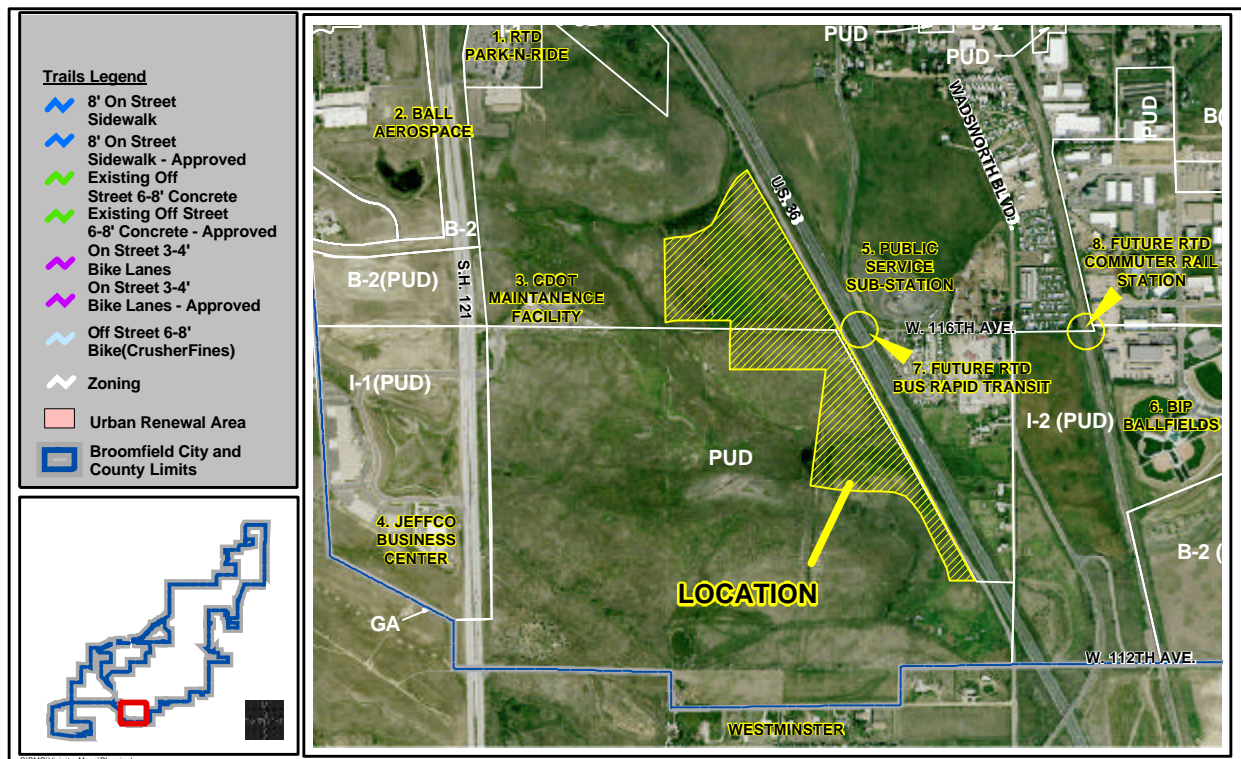 Trails Legend
8' On Street
Sidewalk
8' On Street
Sidewalk - Approved
Existing Off
Street 6-8' Concrete
Existing Off Street
6-8' Concrete - Approved
On Street 3-4'
Bike Lanes
On Street 3-4'
Bike Lanes - Approved
Off Street 6-8'
Bike(CrusherFines)
Zoning
Urban Renewal Area
Broomfield City and
County Limits
1. RTD
PARK-N-RIDE
PUD
B-2
PUD
2. BALL
AEROSPACE
PUD
B(
WADSWORTH BLVD.
U.S. 36
B-2
B-2(PUD)
S.H. 121
3. CDOT
MAINTANENCE
FACILITY
5. PUBLIC
SERVICE
SUB-STATION
8. FUTURE RTD
COMMUTER RAIL
STATION
W. 116TH AVE.
7. FUTURE RTD
BUS RAPID TRANSIT
I-1(PUD)
I-2 (PUD)
6. BIP
BALLFIELDS
PUD
4. JEFFCO
BUSINESS
CENTER
B-2 (
LOCATION
GA
W. 112TH AVE.
WESTMINSTER